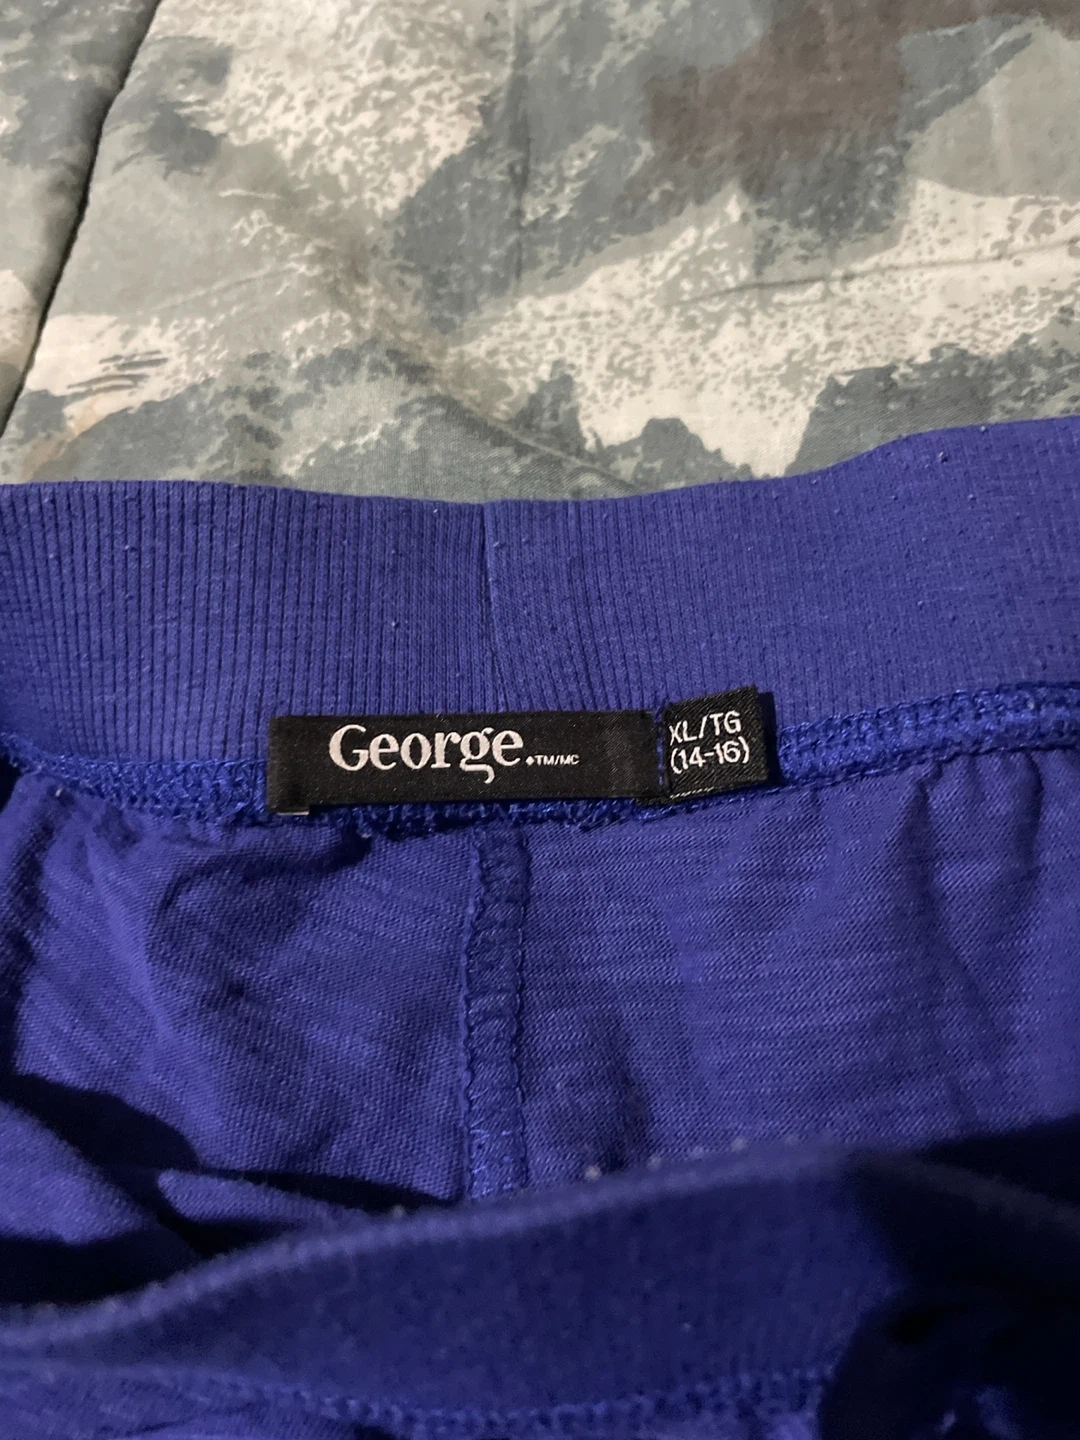 George.™/MC
XL/TG
(14-16)